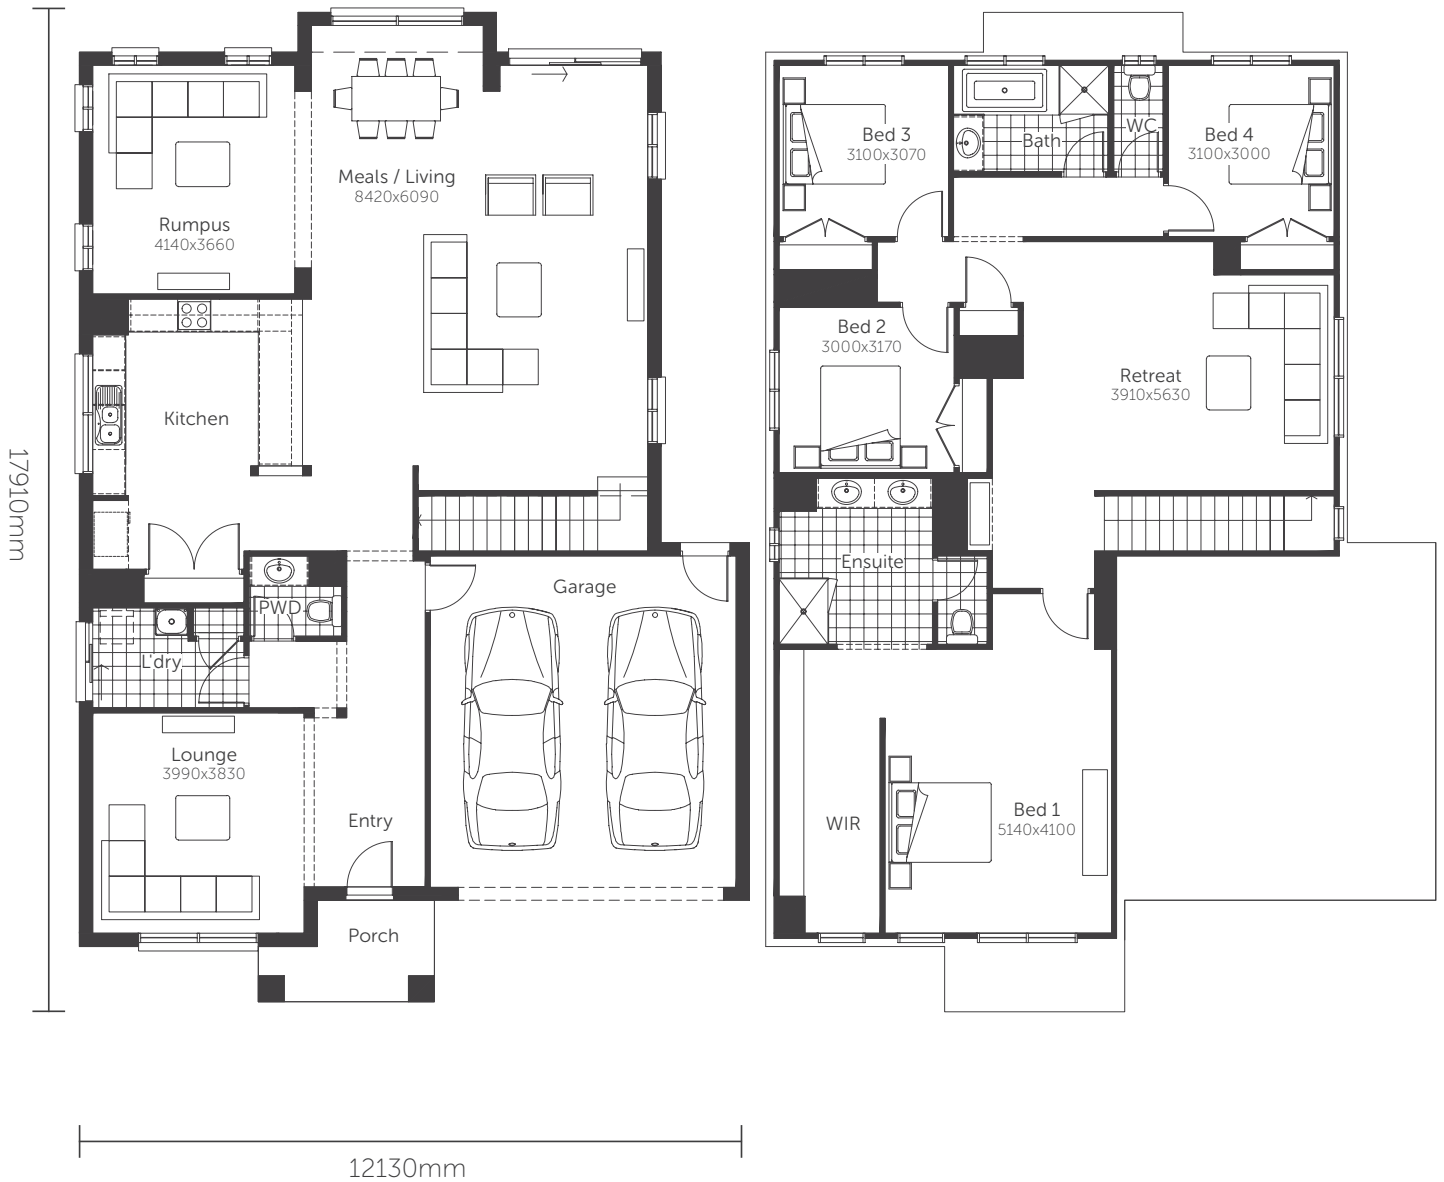 Meals / Living
8420x6090
Rumpus
4140x3660
Kitchen
Garage
PWD
L'dry
Lounge
3990x3830
Entry
Porch
17910mm
12130mm
Bed 3
3100x3070
Bath
WC
Bed 4
3100x3000
Bed 2
3000x3170
Retreat
3910x5630
Ensuite
WIR
Bed 1
5140x4100